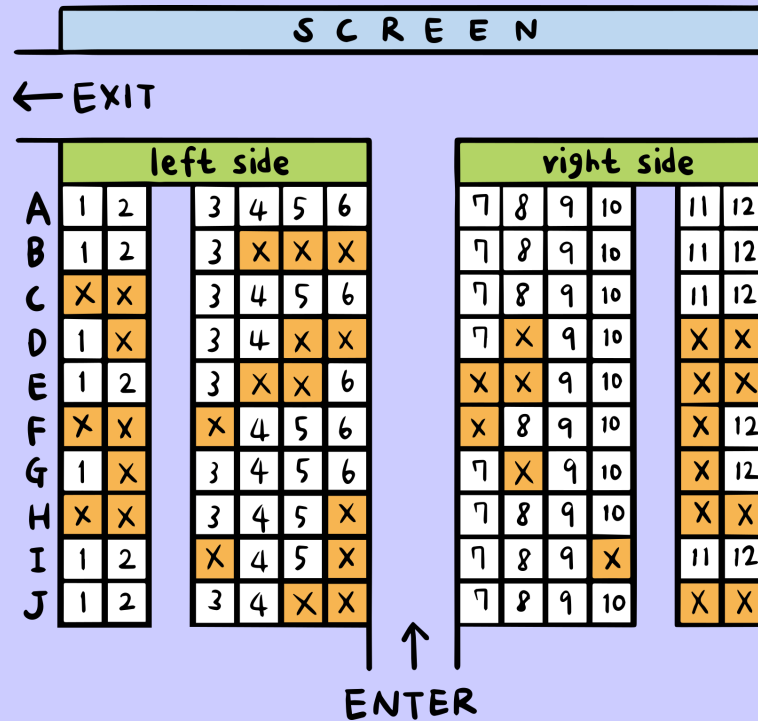 SCREEN
← EXIT
left side right side
A 1 2 3 4 5 6 7 8 9 10 11 12
B 1 2 3 X X X 7 8 9 10 11 12
C X X 3 4 5 6 7 8 9 10 11 12
D 1 X 3 4 X X 7 X 9 10 X X
E 1 2 3 X X 6 X X 9 10 X X
F X X X 4 5 6 X 8 9 10 X 12
G 1 X 3 4 5 6 7 X 9 10 X 12
H X X 3 4 5 X 7 8 9 10 X X
I 1 2 X 4 5 X 7 8 9 X 11 12
J 1 2 3 4 X X 7 8 9 10 X X
↑
ENTER